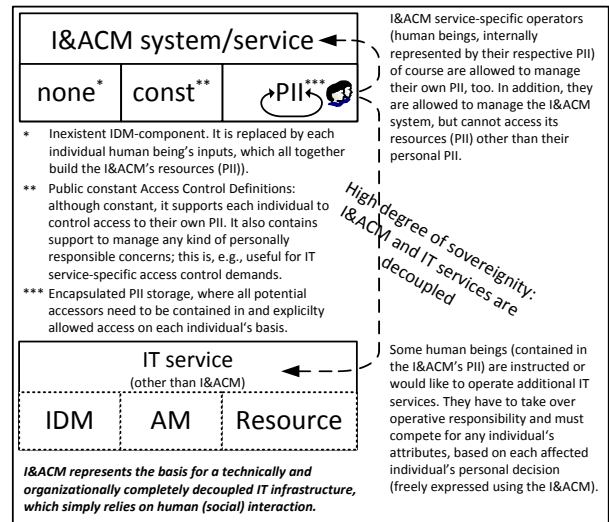 I&ACM system/service
none*
const**
PII***
* Inexistent IDM-component. It is replaced by each
individual human being's inputs, which all together
build the I&ACM's resources (PII)).
** Public constant Access Control Definitions:
although constant, it supports each individual to
control access to their own PII. It also contains
support to manage any kind of personally
responsible concerns; this is, e.g., useful for IT
service-specific access control demands.
*** Encapsulated PII storage, where all potential
accessors need to be contained in and explicilty
allowed access on each individual's basis.
I&ACM service-specific operators
(human beings, internally
represented by their respective PII)
of course are allowed to manage
their own PII, too. In addition, they
are allowed to manage the I&ACM
system, but cannot access its
resources (PII) other than their
personal PII.
High degree of sovereignity:
I&ACM and IT services are
decoupled
IT service
(other than I&ACM)
IDM
AM
Resource
Some human beings (contained in
the I&ACM's PII) are instructed or
would like to operate additional IT
services. They have to take over
operative responsibility and must
compete for any individual's
attributes, based on each affected
individual's personal decision
(freely expressed using the I&ACM).
I&ACM represents the basis for a technically and
organizationally completely decoupled IT infrastructure,
which simply relies on human (social) interaction.